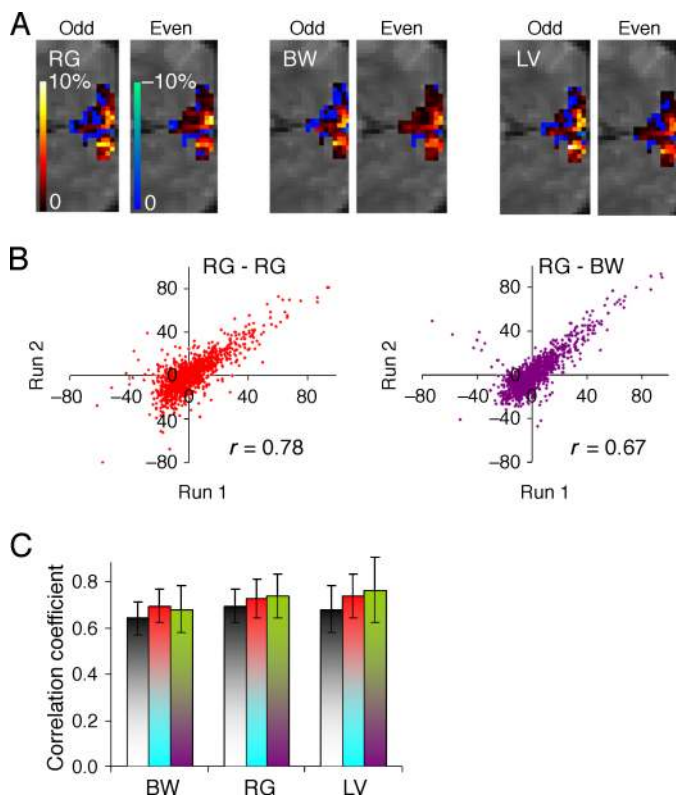 A
Odd Even Odd Even Odd Even
RG BW LV
10% –10%
0 0
B
RG - RG RG - BW
80 80
40 40
Run 2
0 0
–80 –40 0 40 80 –80 –40 0 40 80
–40 –40
–80 –80
r = 0.78 r = 0.67
Run 1 Run 1
C
Correlation coefficient
0.8
0.6
0.4
0.2
0.0
BW RG LV